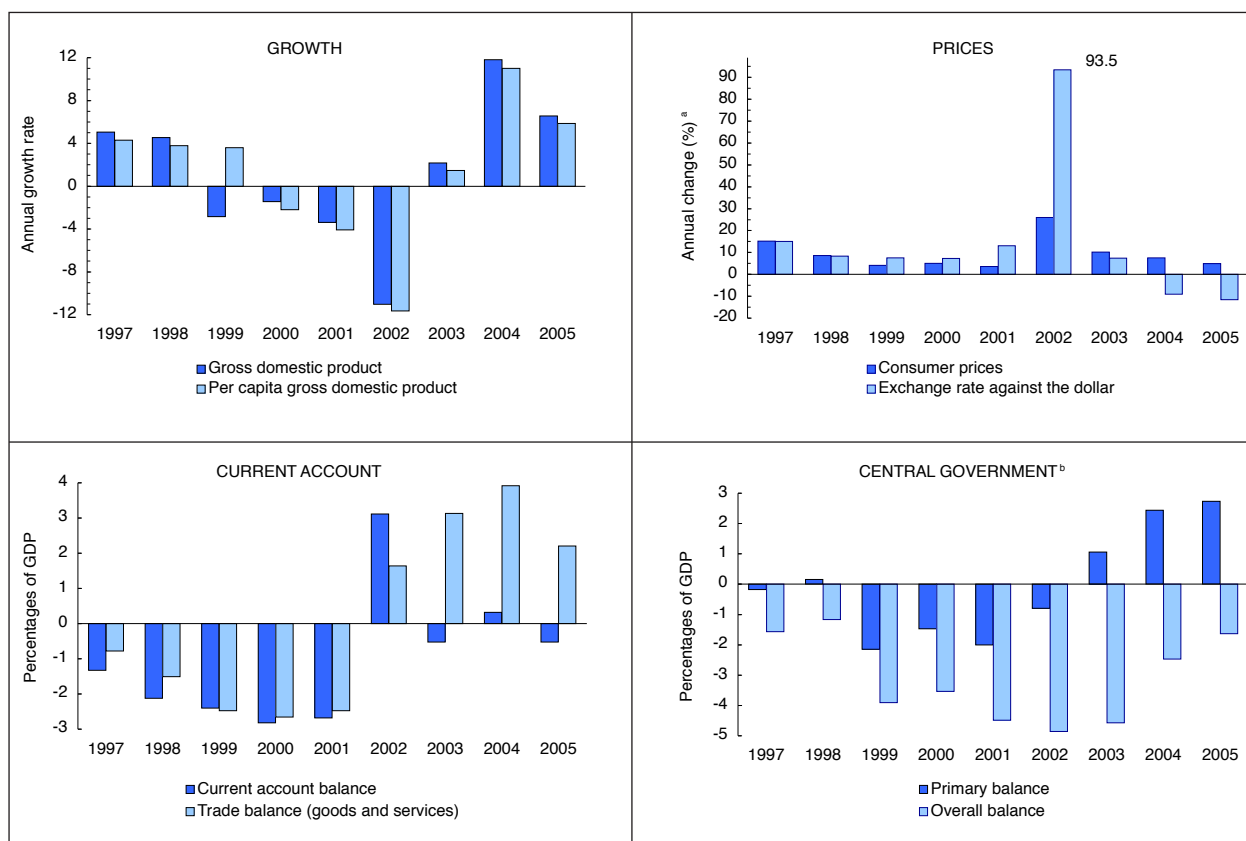 GROWTH
Annual growth rate
12
8
4
0
-4
-8
-12
1997 1998 1999 2000 2001 2002 2003 2004 2005
Gross domestic product
Per capita gross domestic product
PRICES
93.5
Annual change (%) a
90
80
70
60
50
40
30
20
10
0
-10
-20
1997 1998 1999 2000 2001 2002 2003 2004 2005
Consumer prices
Exchange rate against the dollar
CURRENT ACCOUNT
Percentages of GDP
4
3
2
1
0
-1
-2
-3
1997 1998 1999 2000 2001 2002 2003 2004 2005
Current account balance
Trade balance (goods and services)
CENTRAL GOVERNMENT b
Percentages of GDP
3
2
1
0
-1
-2
-3
-4
-5
1997 1998 1999 2000 2001 2002 2003 2004 2005
Primary balance
Overall balance